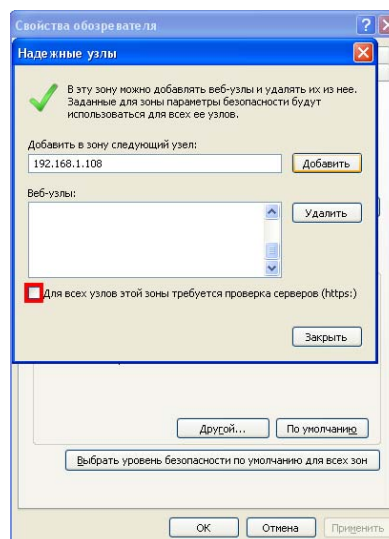 Свойства обозревателя
Надежные узлы
В эту зону можно добавлять веб-узлы и удалять их из нее.
Заданные для зоны параметры безопасности будут
использоваться для всех ее узлов.
Добавить в зону следующий узел:
192.168.1.108
Добавить
Веб-узлы:
Удалить
Для всех узлов этой зоны требуется проверка серверов (https:)
Закрыть
Другой... По умолчанию
Выбрать уровень безопасности по умолчанию для всех зон
ОК Отмена Применить